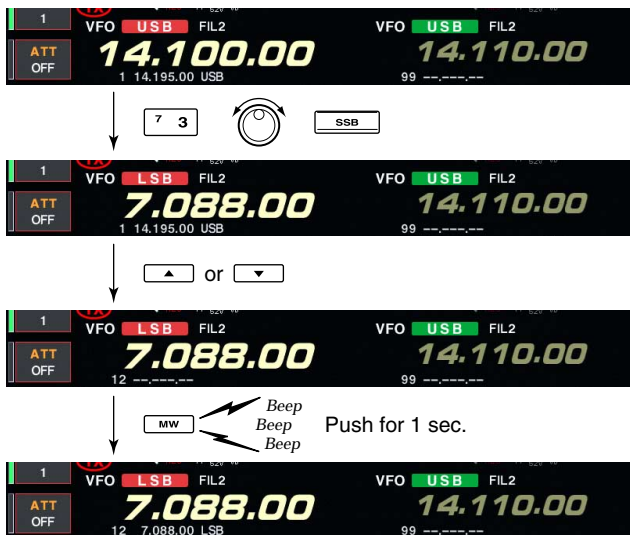 1 VFO USB FIL2 VFO USB FIL2
ATT OFF 14.100.00 14.110.00
1 14.195.00 USB 99 --.---.--
7 3 SSB
1 VFO LSB FIL2 VFO USB FIL2
ATT OFF 7.088.00 14.110.00
1 14.195.00 USB 99 --.---.--
or
1 VFO LSB FIL2 VFO USB FIL2
ATT OFF 7.088.00 14.110.00
12 --.---.-- 99 --.---.--
Beep
MW Beep Push for 1 sec.
Beep
1 VFO LSB FIL2 VFO USB FIL2
ATT OFF 7.088.00 14.110.00
12 7.088.00 LSB 99 --.---.--